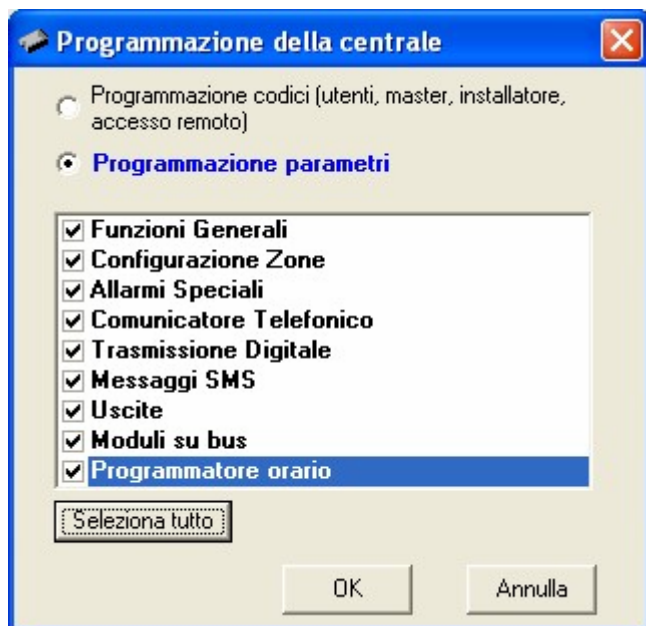 Programmazione della centrale
Programmazione codici (utenti, master, installatore,
accesso remoto)
Programmazione parametri
Funzioni Generali
Configurazione Zone
Allarmi Speciali
Comunicatore Telefonico
Trasmissione Digitale
Messaggi SMS
Uscite
Moduli su bus
Programmatore orario
Seleziona tutto
OK
Annulla